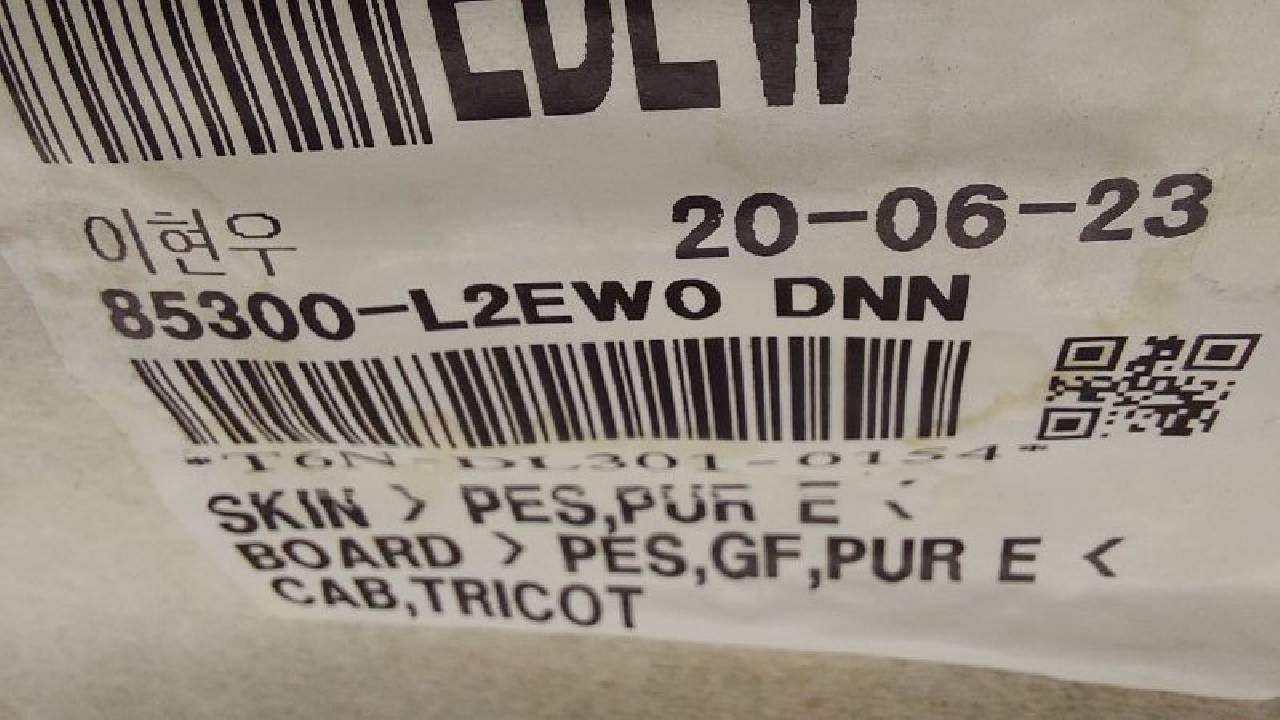 이현우 20-06-23
85300-L2EW0 DNN
*T6N-DL301-0154*
SKIN > PES,PUR E <
BOARD > PES,GF,PUR E <
CAB,TRICOT